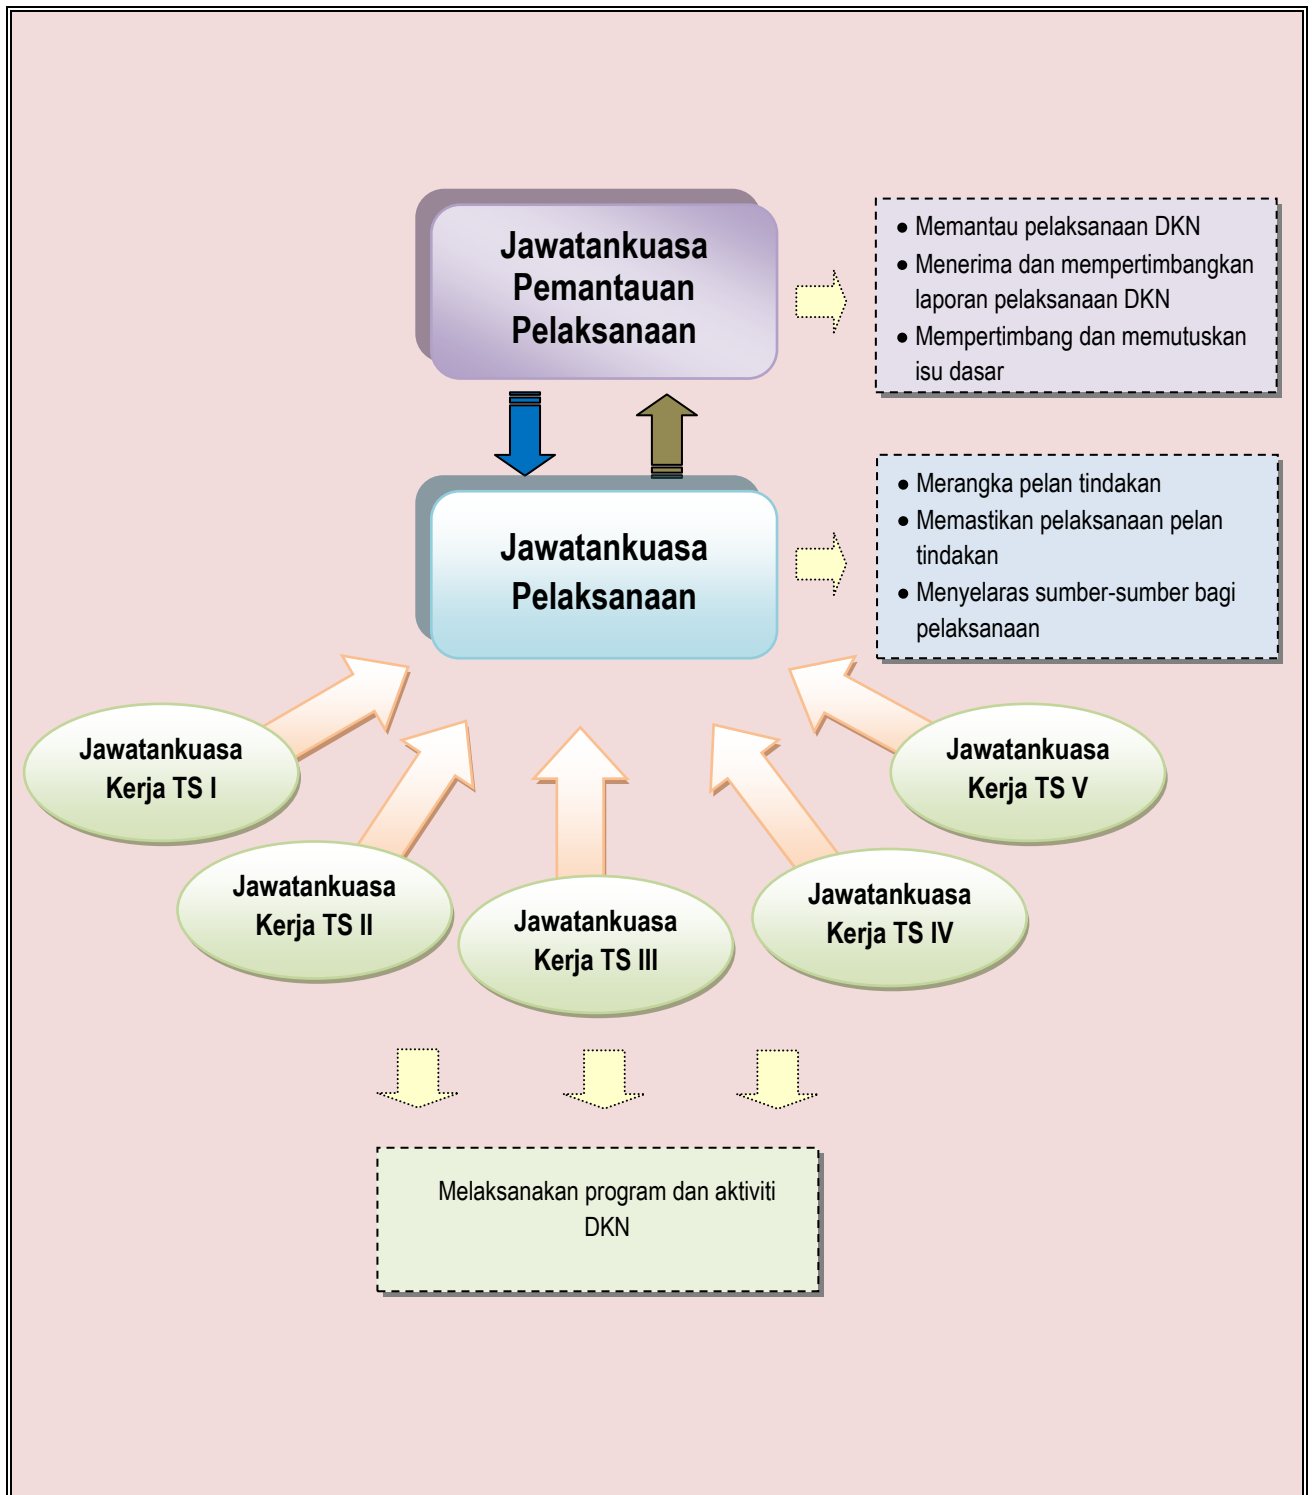 Jawatankuasa
Pemantauan
Pelaksanaan
• Memantau pelaksanaan DKN
• Menerima dan mempertimbangkan
laporan pelaksanaan DKN
• Mempertimbang dan memutuskan
isu dasar
Jawatankuasa
Pelaksanaan
• Merangka pelan tindakan
• Memastikan pelaksanaan pelan
tindakan
• Menyelaras sumber-sumber bagi
pelaksanaan
Jawatankuasa
Kerja TS I
Jawatankuasa
Kerja TS II
Jawatankuasa
Kerja TS III
Jawatankuasa
Kerja TS IV
Jawatankuasa
Kerja TS V
Melaksanakan program dan aktiviti
DKN